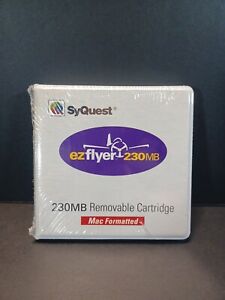 SyQuest®
ezflyer 230MB
230MB Removable Cartridge
Mac Formatted